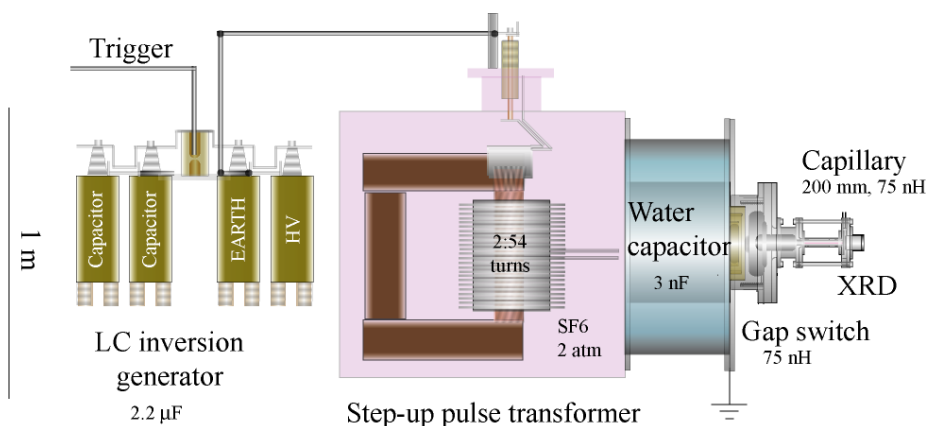 Trigger
1 m
Capacitor
Capacitor
EARTH
HV
LC inversion
generator
2.2 μF
2:54
turns
SF6
2 atm
Step-up pulse transformer
Water
capacitor
3 nF
Capillary
200 mm, 75 nH
XRD
Gap switch
75 nH